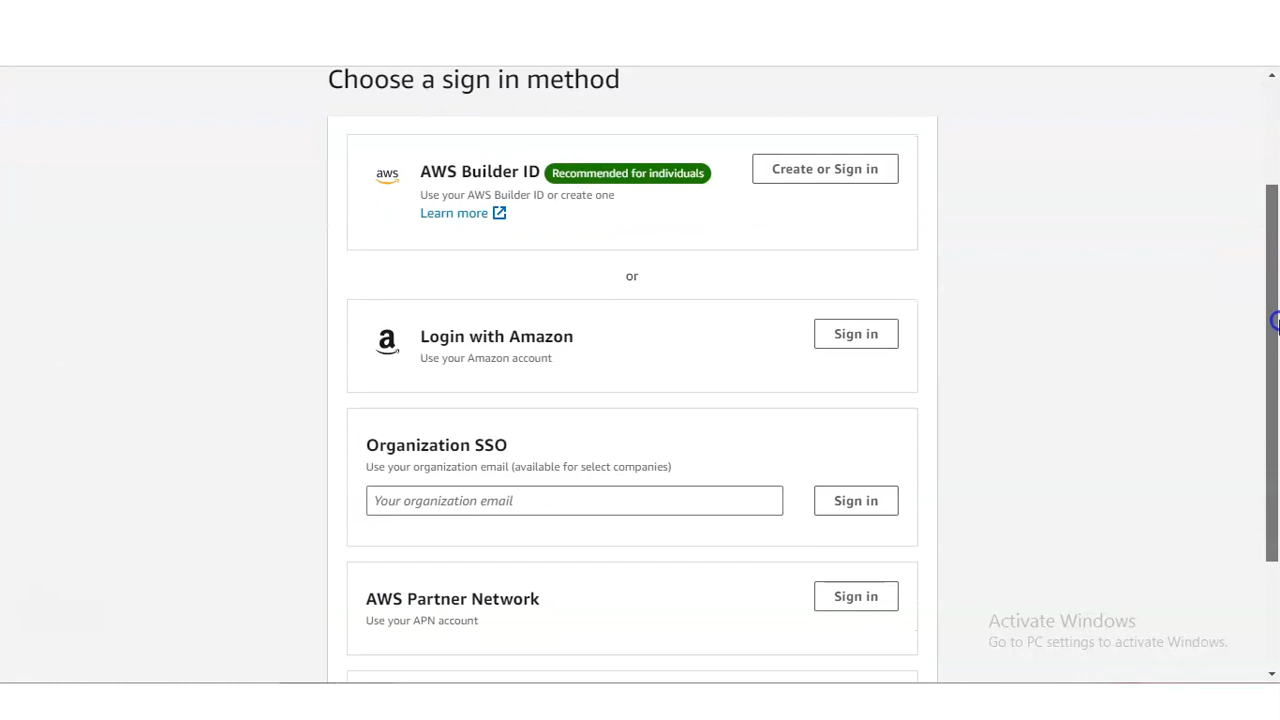 Choose a sign in method
aws
AWS Builder ID Recommended for individuals
Create or Sign in
Use your AWS Builder ID or create one
Learn more
or
a
Login with Amazon
Sign in
Use your Amazon account
Organization SSO
Use your organization email (available for select companies)
Your organization email
Sign in
AWS Partner Network
Sign in
Use your APN account
Activate Windows
Go to PC settings to activate Windows.